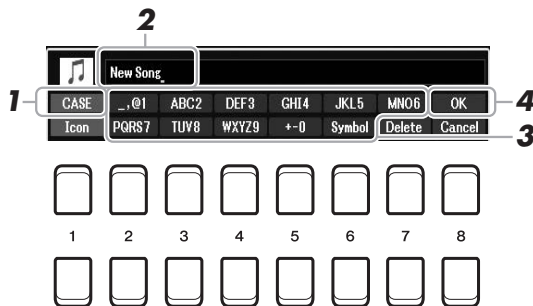 2
New Song_
1 CASE _,@1 ABC2 DEF3 GHI4 JKL5 MNO6 OK 4
Icon PQRS7 TUV8 WXYZ9 +-0 Symbol Delete Cancel 3
1 2 3 4 5 6 7 8